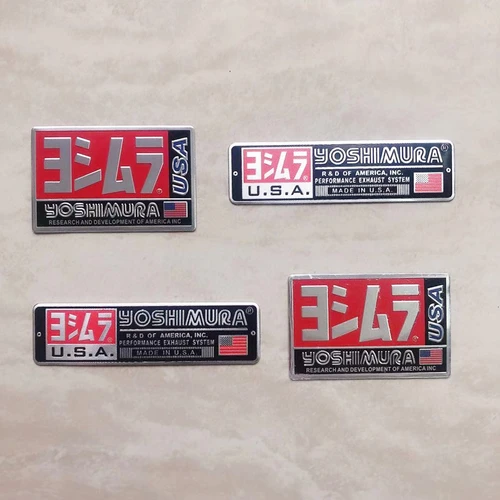 ヨシムラ® USA
YOSHIMURA
RESEARCH AND DEVELOPMENT OF AMERICA INC
ヨシムラ®
U.S.A.
YOSHIMURA®
R & D OF AMERICA, INC.
PERFORMANCE EXHAUST SYSTEM
MADE IN U.S.A.
ヨシムラ®
U.S.A.
YOSHIMURA®
R & D OF AMERICA, INC.
PERFORMANCE EXHAUST SYSTEM
MADE IN U.S.A.
ヨシムラ® USA
YOSHIMURA
RESEARCH AND DEVELOPMENT OF AMERICA INC